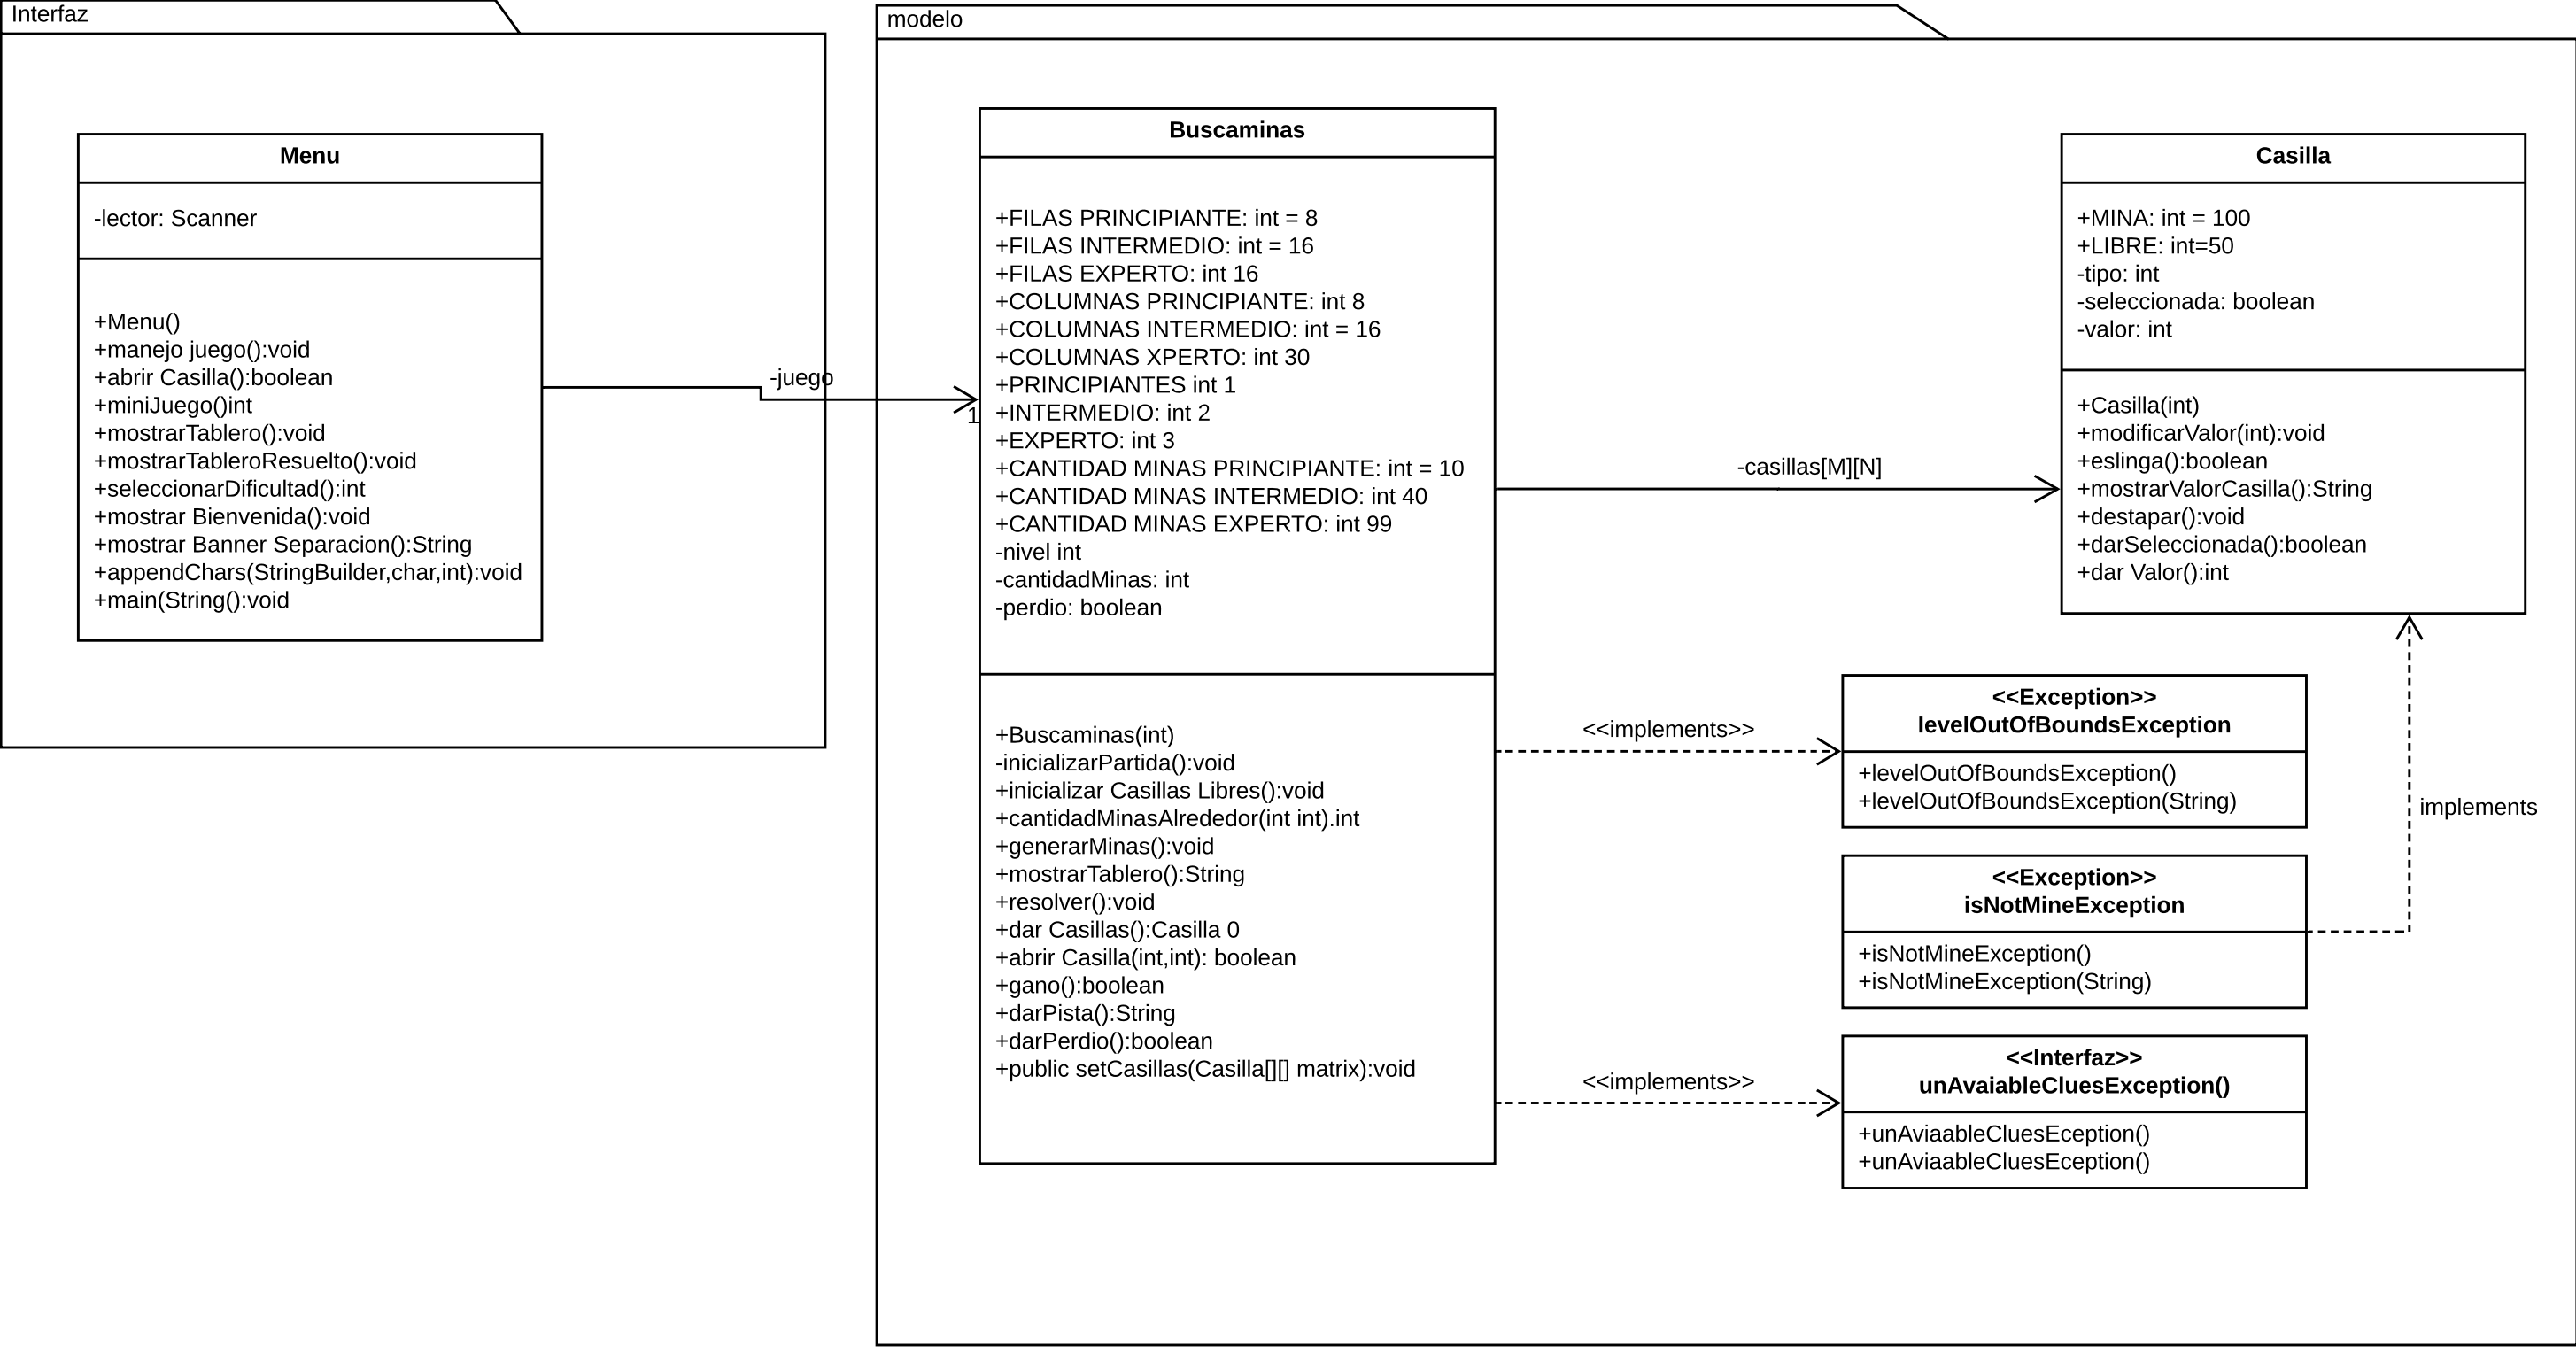 Interfaz
Menu
-lector: Scanner
+Menu()
+manejo juego():void
+abrir Casilla():boolean
+miniJuego()int
+mostrarTablero():void
+mostrarTableroResuelto():void
+seleccionarDificultad():int
+mostrar Bienvenida():void
+mostrar Banner Separacion():String
+appendChars(StringBuilder,char,int):void
+main(String():void
-juego
1
modelo
Buscaminas
+FILAS PRINCIPIANTE: int = 8
+FILAS INTERMEDIO: int = 16
+FILAS EXPERTO: int 16
+COLUMNAS PRINCIPIANTE: int 8
+COLUMNAS INTERMEDIO: int = 16
+COLUMNAS XPERTO: int 30
+PRINCIPIANTES int 1
+INTERMEDIO: int 2
+EXPERTO: int 3
+CANTIDAD MINAS PRINCIPIANTE: int = 10
+CANTIDAD MINAS INTERMEDIO: int 40
+CANTIDAD MINAS EXPERTO: int 99
-nivel int
-cantidadMinas: int
-perdio: boolean
+Buscaminas(int)
-inicializarPartida():void
+inicializar Casillas Libres():void
+cantidadMinasAlrededor(int int).int
+generarMinas():void
+mostrarTablero():String
+resolver():void
+dar Casillas():Casilla 0
+abrir Casilla(int,int): boolean
+gano():boolean
+darPista():String
+darPerdio():boolean
+public setCasillas(Casilla[][] matrix):void
-casillas[M][N]
Casilla
+MINA: int = 100
+LIBRE: int=50
-tipo: int
-seleccionada: boolean
-valor: int
+Casilla(int)
+modificarValor(int):void
+eslinga():boolean
+mostrarValorCasilla():String
+destapar():void
+darSeleccionada():boolean
+dar Valor():int
<<implements>>
<<Exception>>
levelOutOfBoundsException
+levelOutOfBoundsException()
+levelOutOfBoundsException(String)
implements
<<Exception>>
isNotMineException
+isNotMineException()
+isNotMineException(String)
<<implements>>
<<Interfaz>>
unAvaiableCluesException()
+unAviaableCluesEception()
+unAviaableCluesEception()